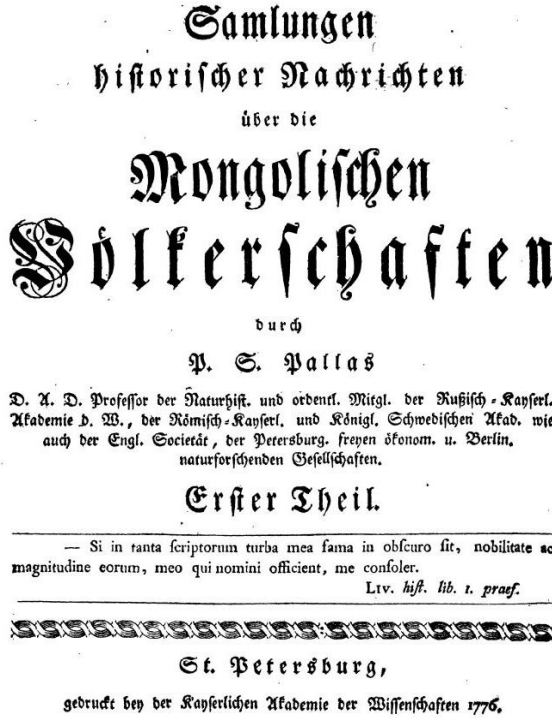 Samlungen
historischer Nachrichten
über die
Mongolischen
Völkerschaften
durch
P. S. Pallas
D. A. D. Professor der Naturhist. und ordentl. Mitgl. der Rußisch-Kayserl.
Akademie d. W., der Römisch-Kayserl. und Königl. Schwedischen Akad. wie
auch der Engl. Societät, der Petersburg. freyen ökonom. u. Berlin.
naturforschenden Gesellschaften.
Erster Theil.
— Si in tanta scriptorum turba mea fama in obscuro sit, nobilitate ac
magnitudine eorum, meo qui nomini officient, me consoler.
LIV. hist. lib. 1. praef.
St. Petersburg,
gedruckt bey der Kayserlichen Akademie der Wissenschaften 1776.